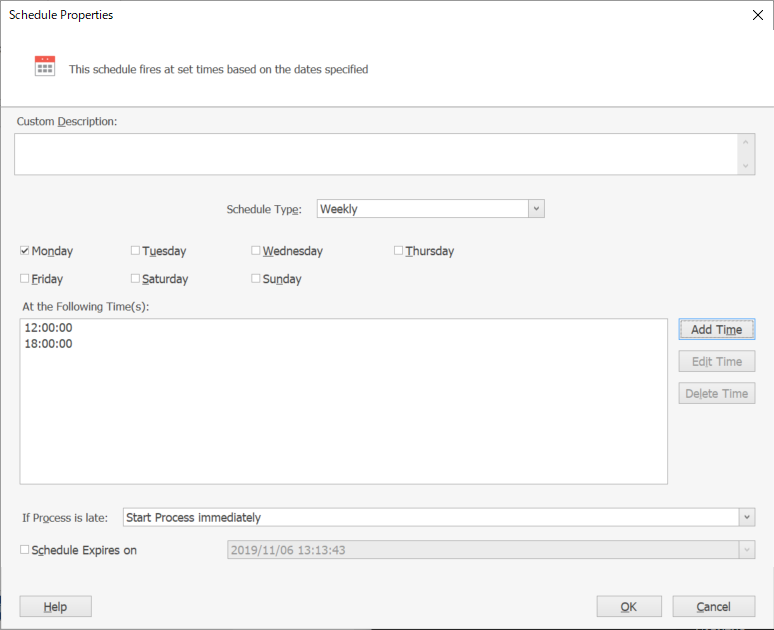 Schedule Properties
This schedule fires at set times based on the dates specified
Custom Description:
Schedule Type: Weekly
Monday Tuesday Wednesday Thursday
Friday Saturday Sunday
At the Following Time(s):
12:00:00
18:00:00
Add Time
Edit Time
Delete Time
If Process is late: Start Process immediately
Schedule Expires on 2019/11/06 13:13:43
Help OK Cancel